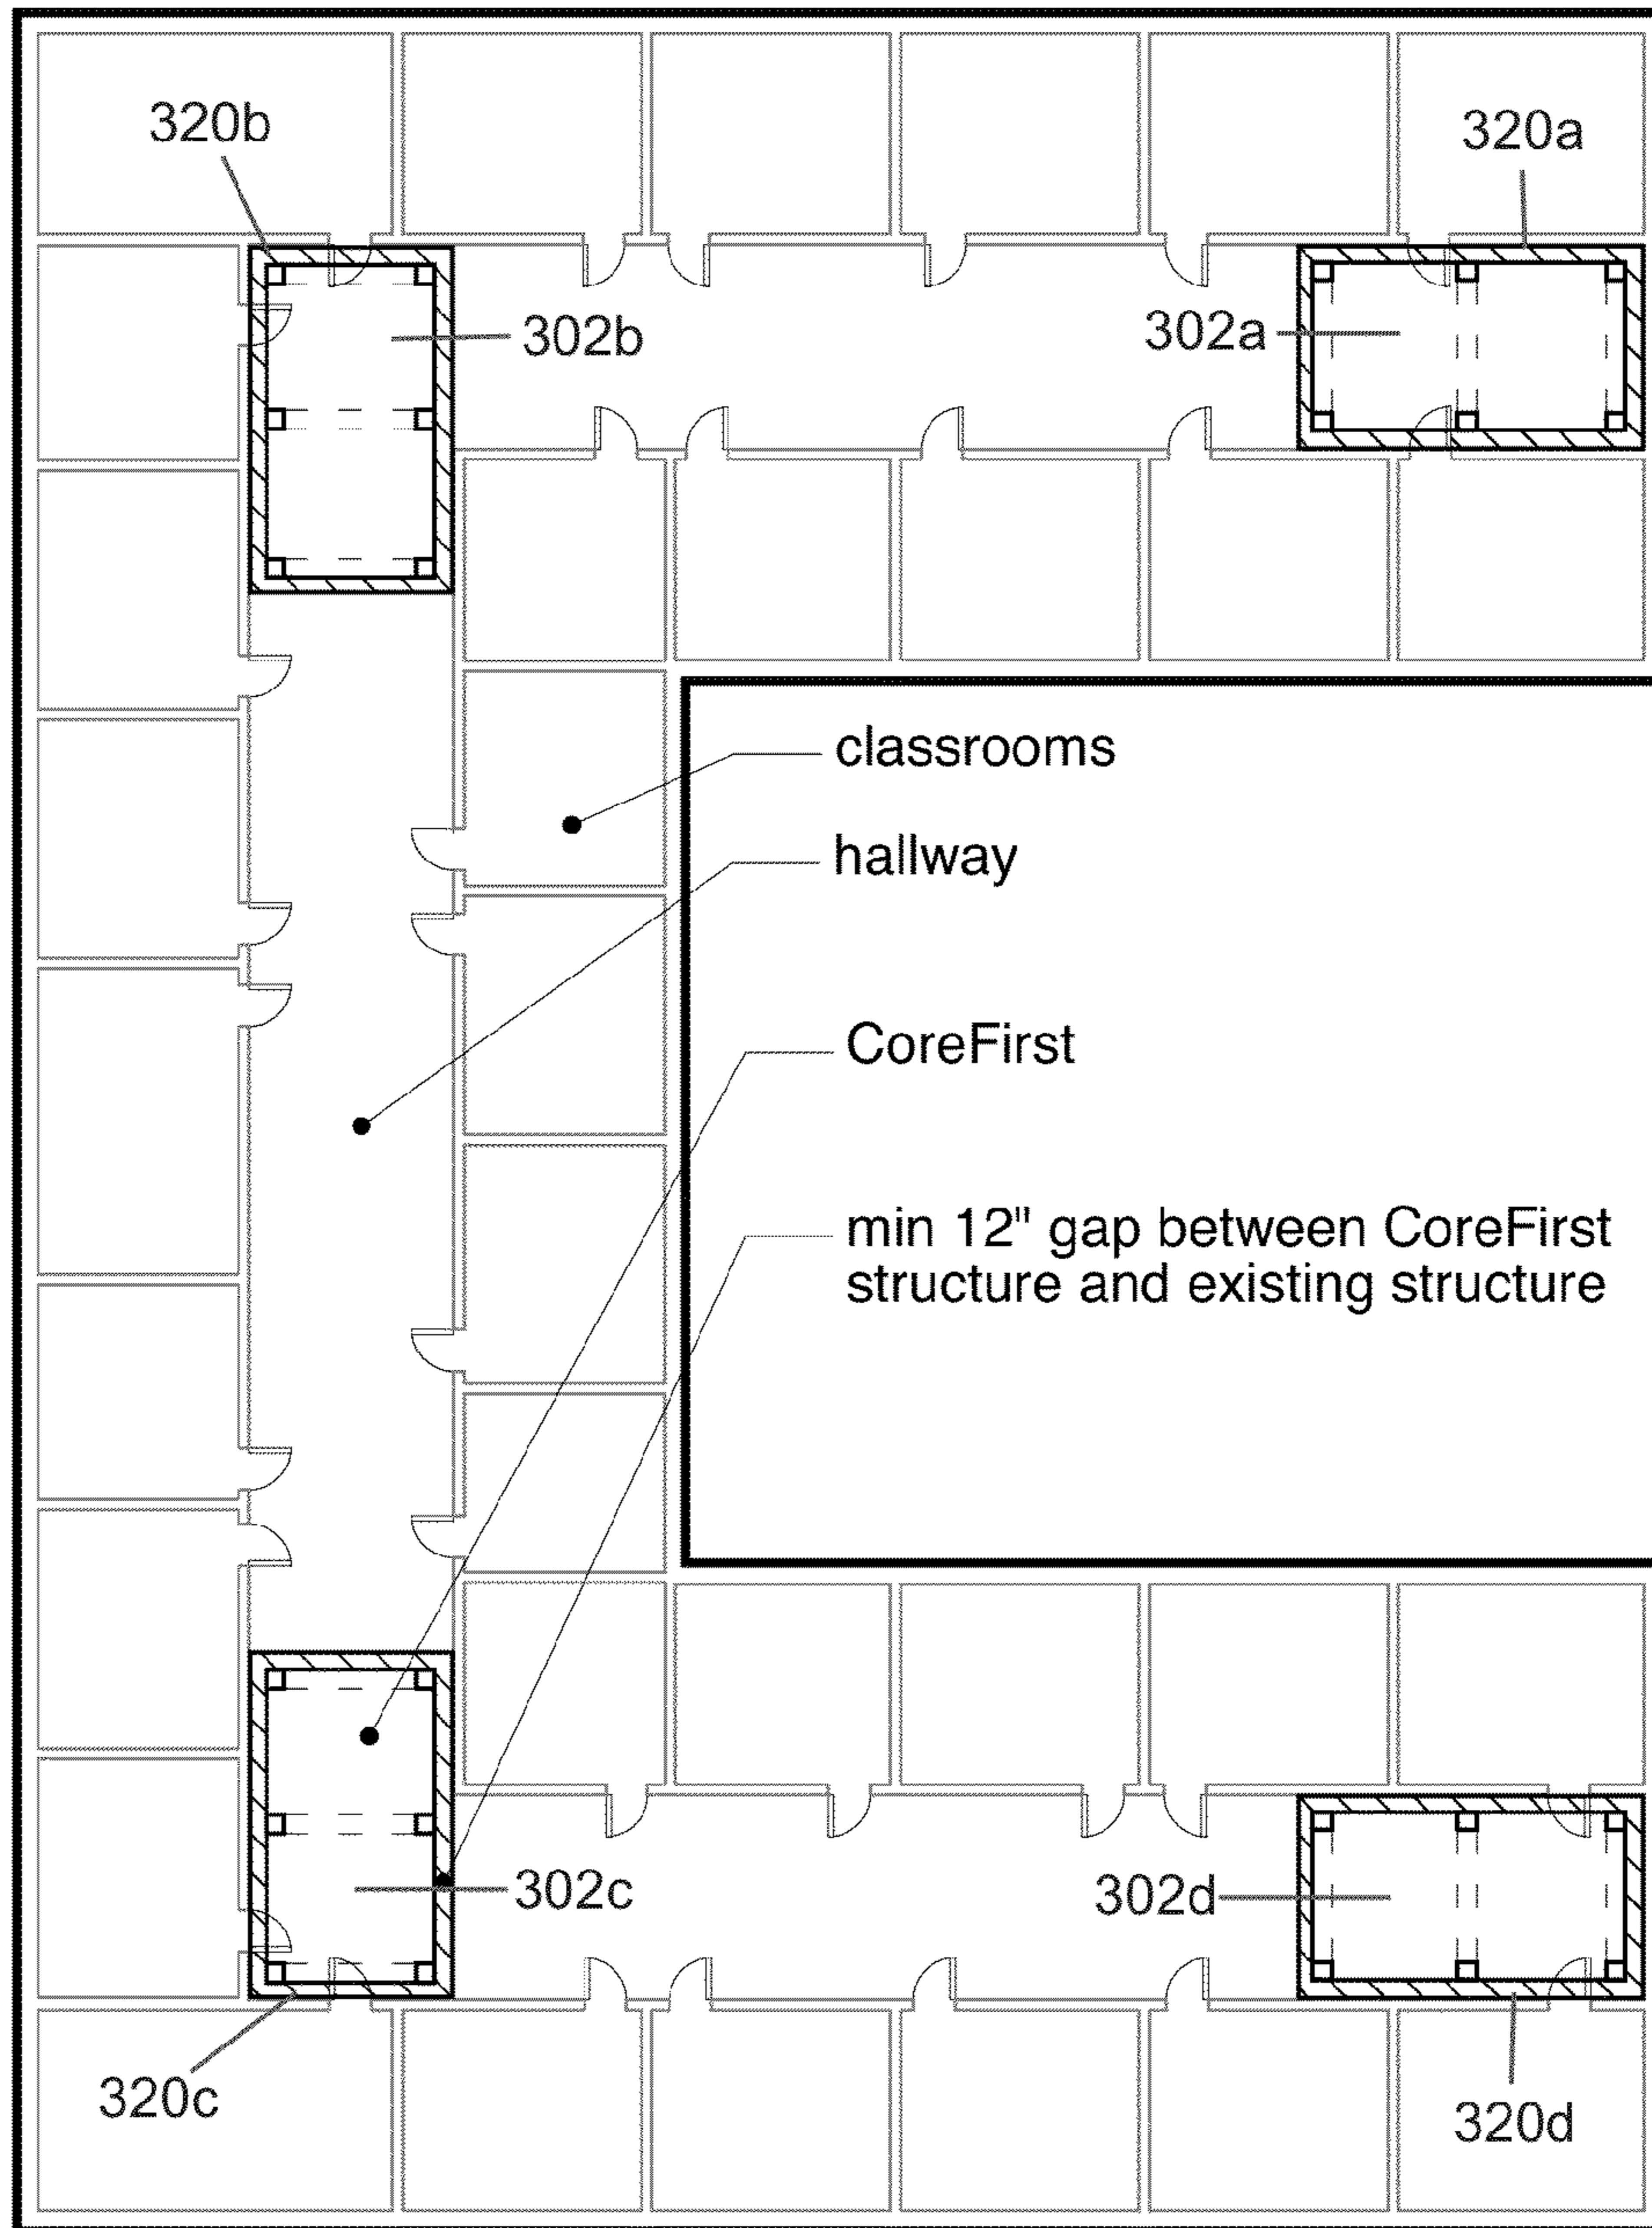 320b
320a
302b
302a
classrooms
hallway
CoreFirst
min 12" gap between CoreFirst
structure and existing structure
302c
302d
320c
320d